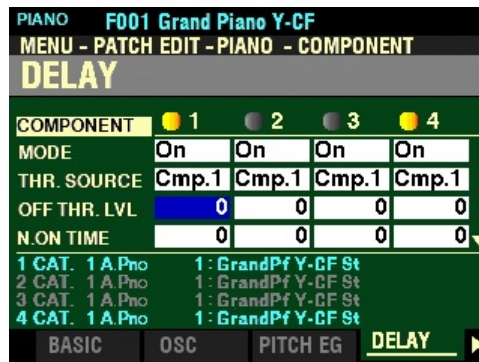 PIANO F001 Grand Piano Y-CF
MENU - PATCH EDIT -PIANO - COMPONENT
DELAY
COMPONENT 1 2 3 4
MODE On On On On
THR. SOURCE Cmp.1 Cmp.1 Cmp.1 Cmp.1
OFF THR. LVL 0 0 0 0
N.ON TIME 0 0 0 0
1 CAT. 1 A.Pno 1: GrandPf Y-CF St
2 CAT. 1 A.Pno 1: GrandPf Y-CF St
3 CAT. 1 A.Pno 1: GrandPf Y-CF St
4 CAT. 1 A.Pno 1: GrandPf Y-CF St
BASIC OSC PITCH EG DELAY